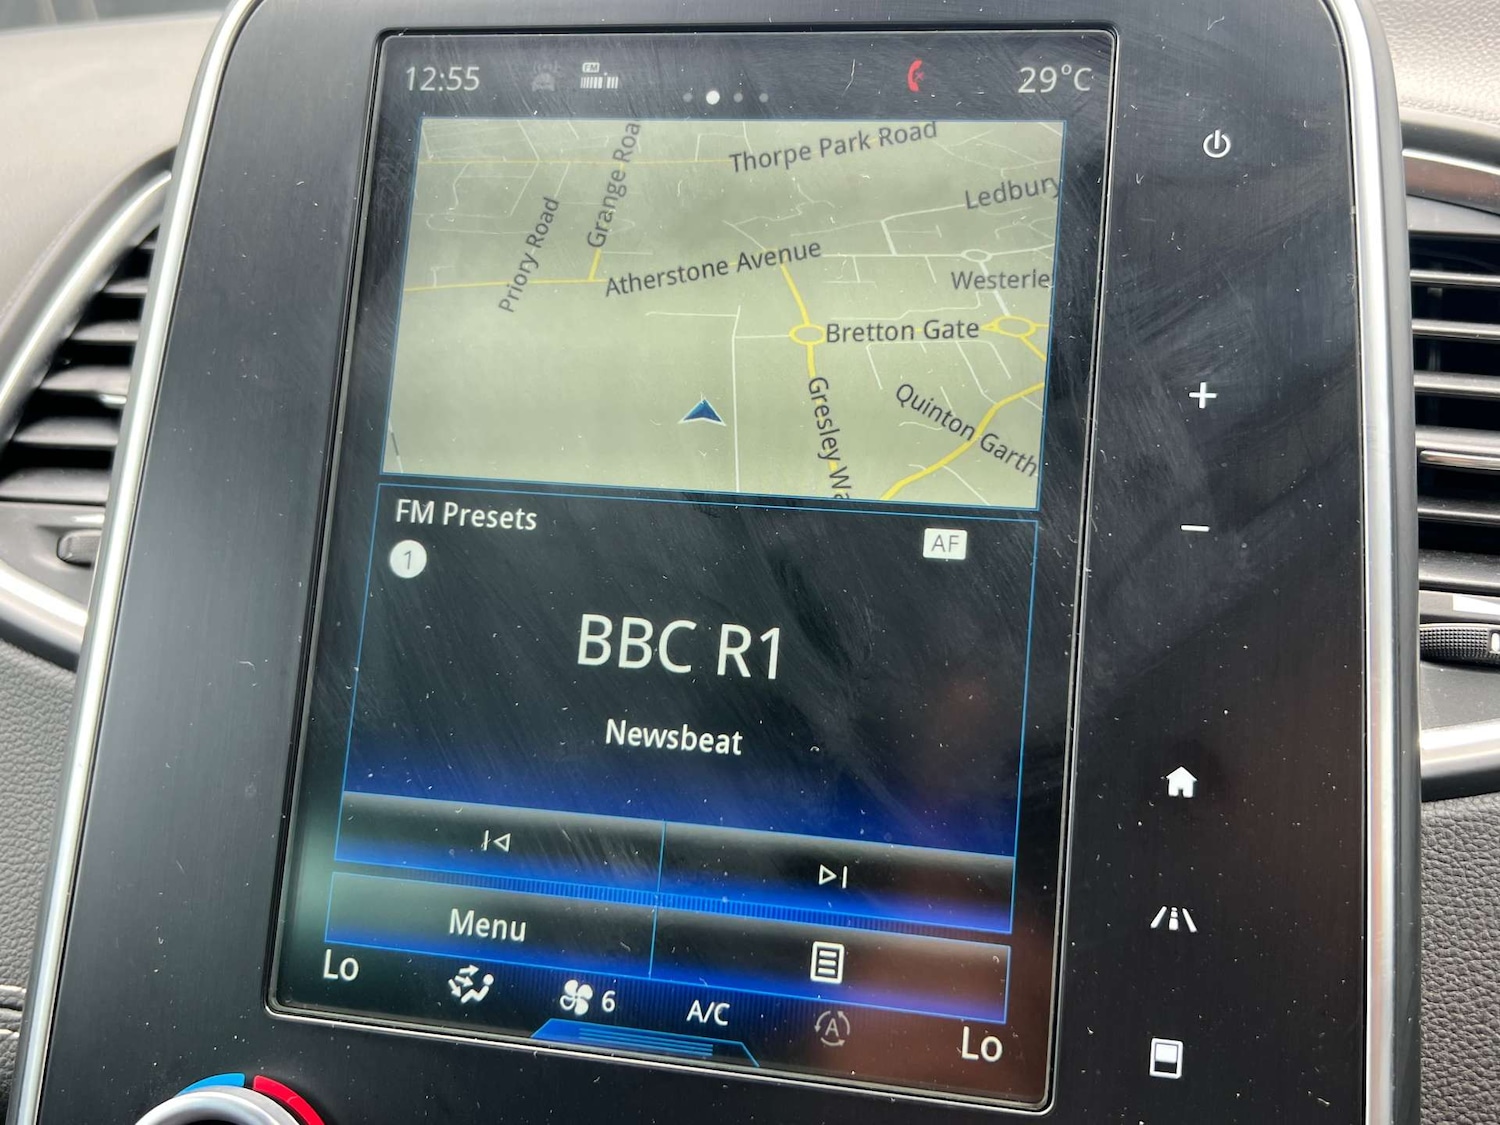 12:55
FM
29°C
Thorpe Park Road
Grange Roa
Ledbury
Priory Road
Atherstone Avenue
Westerle
Bretton Gate
Gresley Wa
Quinton Garth
FM Presets
AF
1
BBC R1
Newsbeat
Menu
Lo
6
A/C
A
Lo